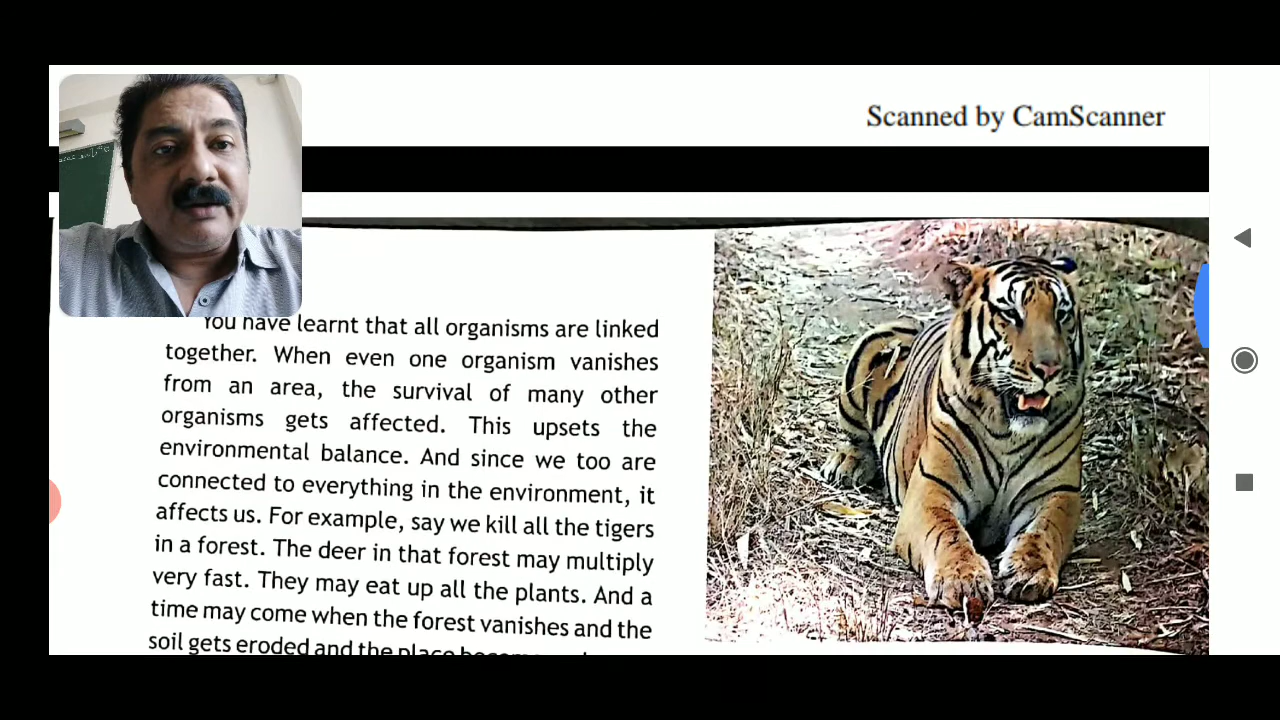 Scanned by CamScanner
You have learnt that all organisms are linked
together. When even one organism vanishes
from an area, the survival of many other
organisms gets affected. This upsets the
environmental balance. And since we too are
connected to everything in the environment, it
affects us. For example, say we kill all the tigers
in a forest. The deer in that forest may multiply
very fast. They may eat up all the plants. And a
time may come when the forest vanishes and the
soil gets eroded and the place